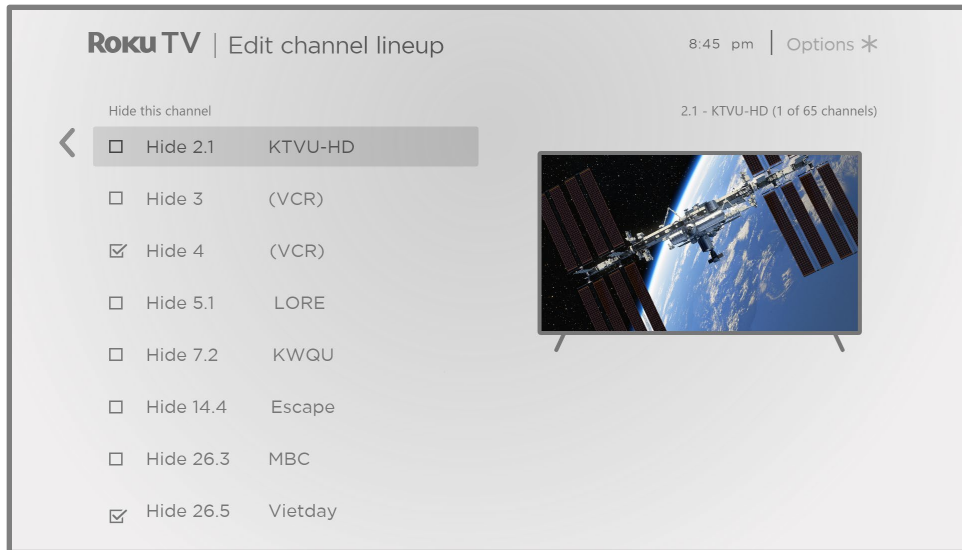 Roku TV | Edit channel lineup
8:45 pm | Options *
Hide this channel
2.1 - KTVU-HD (1 of 65 channels)
Hide 2.1 KTVU-HD
Hide 3 (VCR)
Hide 4 (VCR)
Hide 5.1 LORE
Hide 7.2 KWQU
Hide 14.4 Escape
Hide 26.3 MBC
Hide 26.5 Vietday